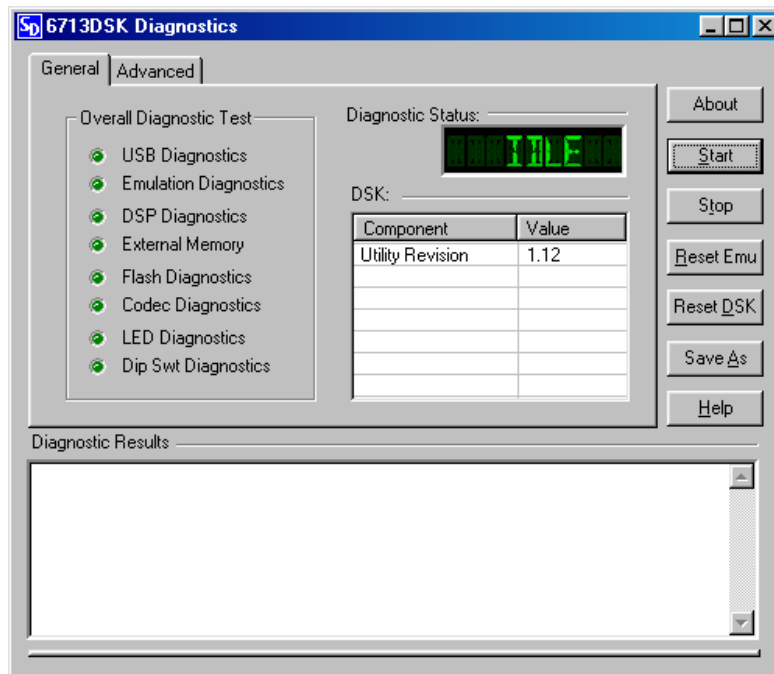 SD 6713DSK Diagnostics
General Advanced
Overall Diagnostic Test
USB Diagnostics
Emulation Diagnostics
DSP Diagnostics
External Memory
Flash Diagnostics
Codec Diagnostics
LED Diagnostics
Dip Swt Diagnostics
Diagnostic Status:
IDLE
DSK:
Component Value
Utility Revision 1.12
About
Start
Stop
Reset Emu
Reset DSK
Save As
Help
Diagnostic Results